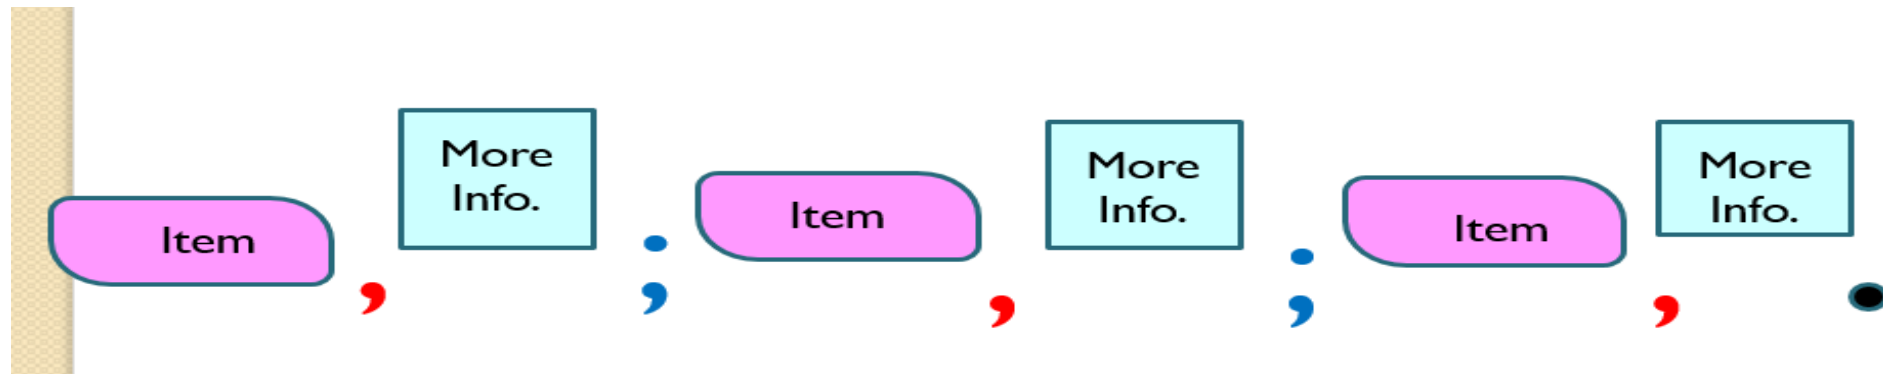 Item , More
Info. ; Item , More
Info. ; Item , More
Info. .